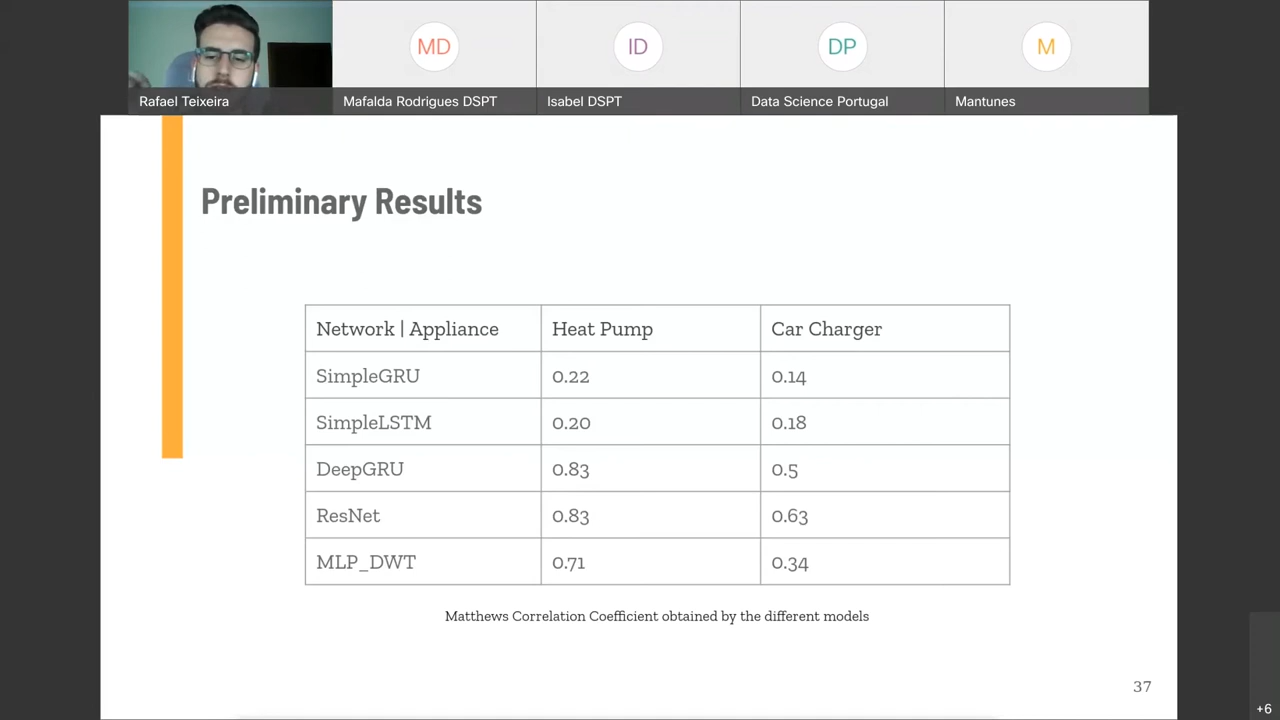 MD
ID
DP
M
Rafael Teixeira
Mafalda Rodrigues DSPT
Isabel DSPT
Data Science Portugal
Mantunes
Preliminary Results
Network | Appliance Heat Pump Car Charger
SimpleGRU 0.22 0.14
SimpleLSTM 0.20 0.18
DeepGRU 0.83 0.5
ResNet 0.83 0.63
MLP_DWT 0.71 0.34
Matthews Correlation Coefficient obtained by the different models
37
+6